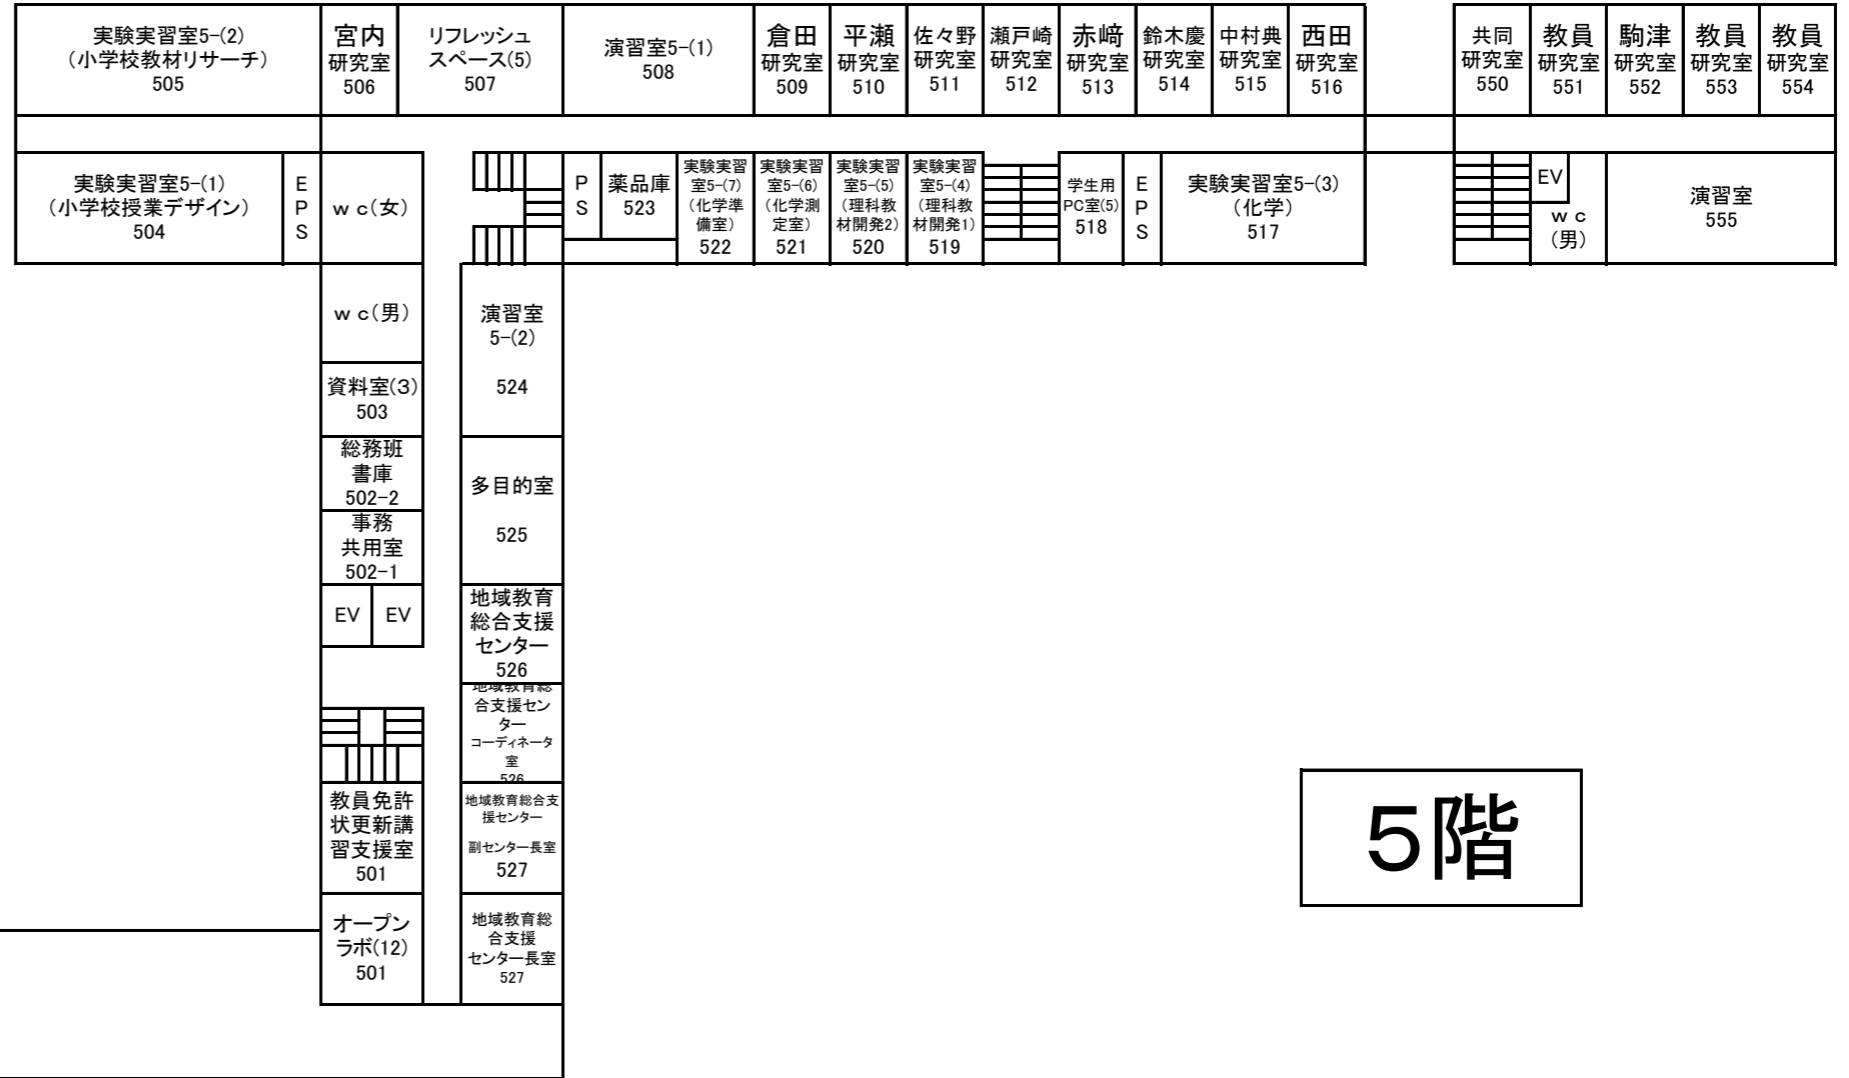 実験実習室5-(2)
（小学校教材リサーチ）
505
宮内
研究室
506
リフレッシュ
スペース(5)
507
演習室5-(1)
508
倉田
研究室
509
平瀬
研究室
510
佐々野
研究室
511
瀬戸崎
研究室
512
赤﨑
研究室
513
鈴木慶
研究室
514
中村典
研究室
515
西田
研究室
516
共同
研究室
550
教員
研究室
551
駒津
研究室
552
教員
研究室
553
教員
研究室
554
実験実習室5-(1)
（小学校授業デザイン）
504
E
P
S
ｗｃ(女)
P
S
薬品庫
523
実験実習
室5-(7)
（化学準
備室）
522
実験実習
室5-(6)
（化学測
定室）
521
実験実習
室5-(5)
（理科教
材開発2）
520
実験実習
室5-(4)
（理科教
材開発1）
519
学生用
PC室(5)
518
E
P
S
実験実習室5-(3)
（化学）
517
EV
ｗｃ
（男）
演習室
555
ｗｃ(男)
演習室
5-(2)
524
資料室(3)
503
総務班
書庫
502-2
多目的室
525
事務
共用室
502-1
EV
EV
地域教育
総合支援
センター
526
地域教育総
合支援セン
ター
コーディネータ
室
526
教員免許
状更新講
習支援室
501
地域教育総合支
援センター
副センター長室
527
オープン
ラボ(12)
501
地域教育総
合支援
センター長室
527
5階